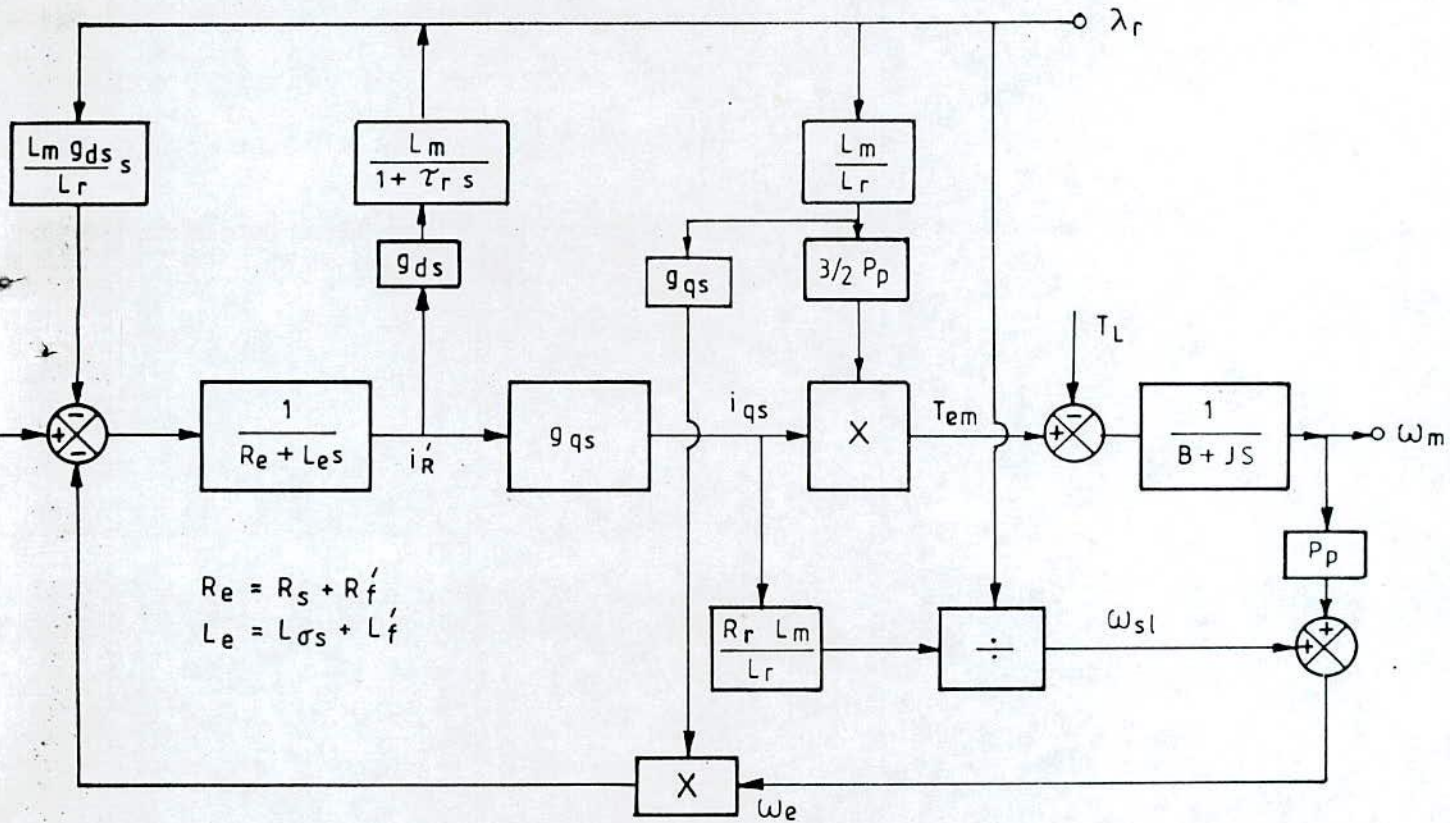 λr
Lm gds / Lr s
Lm / 1 + τr s
Lm / Lr
gds
gqs
3/2 Pp
TL
1 / Re + Les
i'R
gqs
iqs
X
Tem
1 / B + JS
ωm
Pp
Re = Rs + R'f
Le = Lσs + L'f
Rr Lm / Lr
÷
ωsl
X
ωe